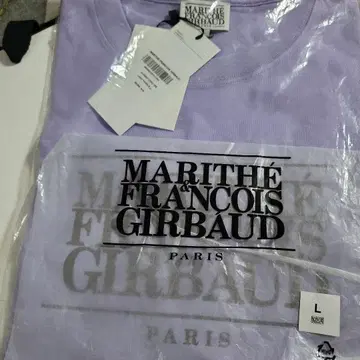 MARITHÉ
FRANCOIS
GIRBAUD
MARITHÉ
& FRANCOIS
GIRBAUD
PARIS
MARITHÉ
& FRANCOIS
GIRBAUD
PARIS
L